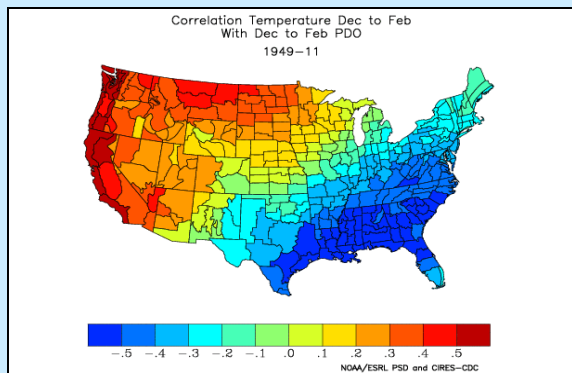 Correlation Temperature Dec to Feb
With Dec to Feb PDO
1949-11
-.5 -.4 -.3 -.2 -.1 .0 .1 .2 .3 .4 .5
NOAA/ESRL PSD and CIRES-CDC